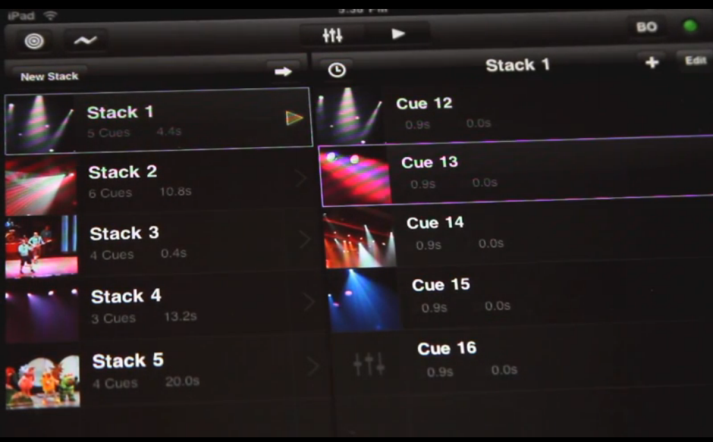 iPad
BO
New Stack
Stack 1
Edit
Stack 1
5 Cues 4.4s
Stack 2
6 Cues 10.8s
Stack 3
4 Cues 0.4s
Stack 4
3 Cues 13.2s
Stack 5
4 Cues 20.0s
Cue 12
0.9s 0.0s
Cue 13
0.9s 0.0s
Cue 14
0.9s 0.0s
Cue 15
0.9s 0.0s
Cue 16
0.9s 0.0s